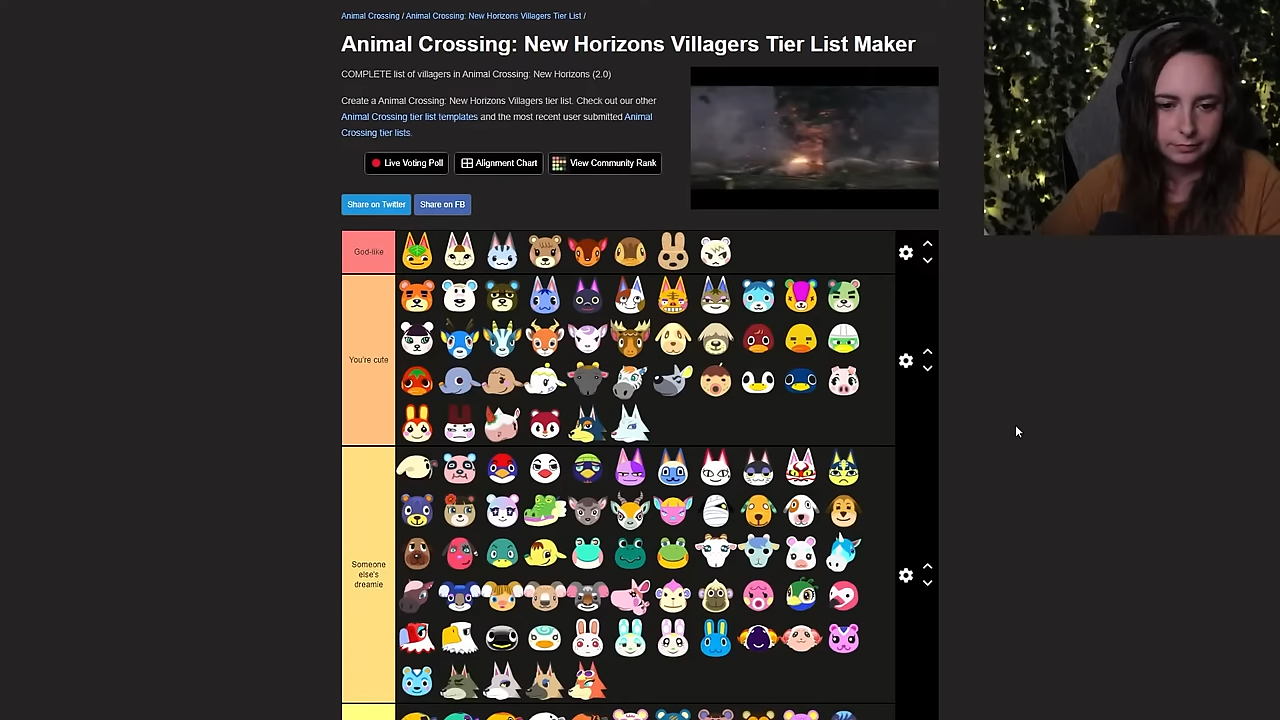 Animal Crossing / Animal Crossing: New Horizons Villagers Tier List /
Animal Crossing: New Horizons Villagers Tier List Maker
COMPLETE list of villagers in Animal Crossing: New Horizons (2.0)
Create a Animal Crossing: New Horizons Villagers tier list. Check out our other
Animal Crossing tier list templates and the most recent user submitted Animal
Crossing tier lists.
Live Voting Poll
Alignment Chart
View Community Rank
Share on Twitter
Share on FB
God-like
You're cute
Someone
else's
dreamie